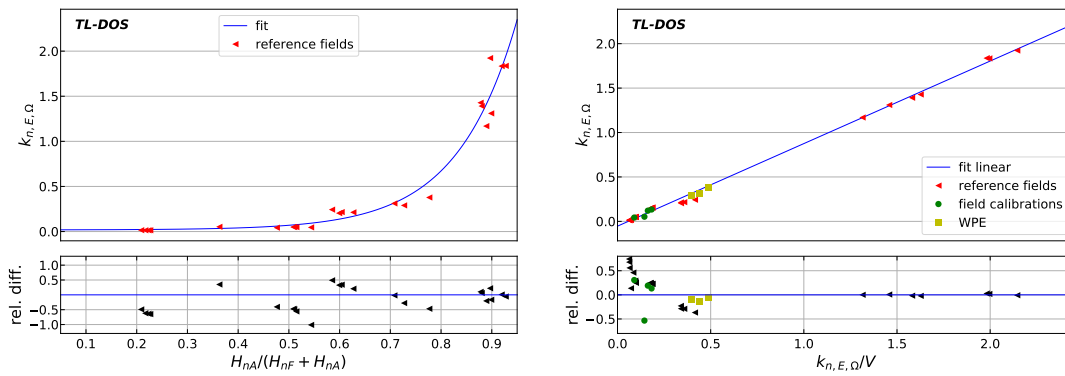 TL-DOS
fit
reference fields
k_{n, E, Ω}
2.0
1.5
1.0
0.5
0.0
rel. diff.
1.0
0.5
0.0
−0.5
−1.0
0.1 0.2 0.3 0.4 0.5 0.6 0.7 0.8 0.9
H_{nA}/(H_{nF} + H_{nA})
TL-DOS
fit linear
reference fields
field calibrations
WPE
k_{n, E, Ω}
2.0
1.5
1.0
0.5
0.0
rel. diff.
0.5
0.0
−0.5
0.0 0.5 1.0 1.5 2.0
k_{n, E, Ω}/V